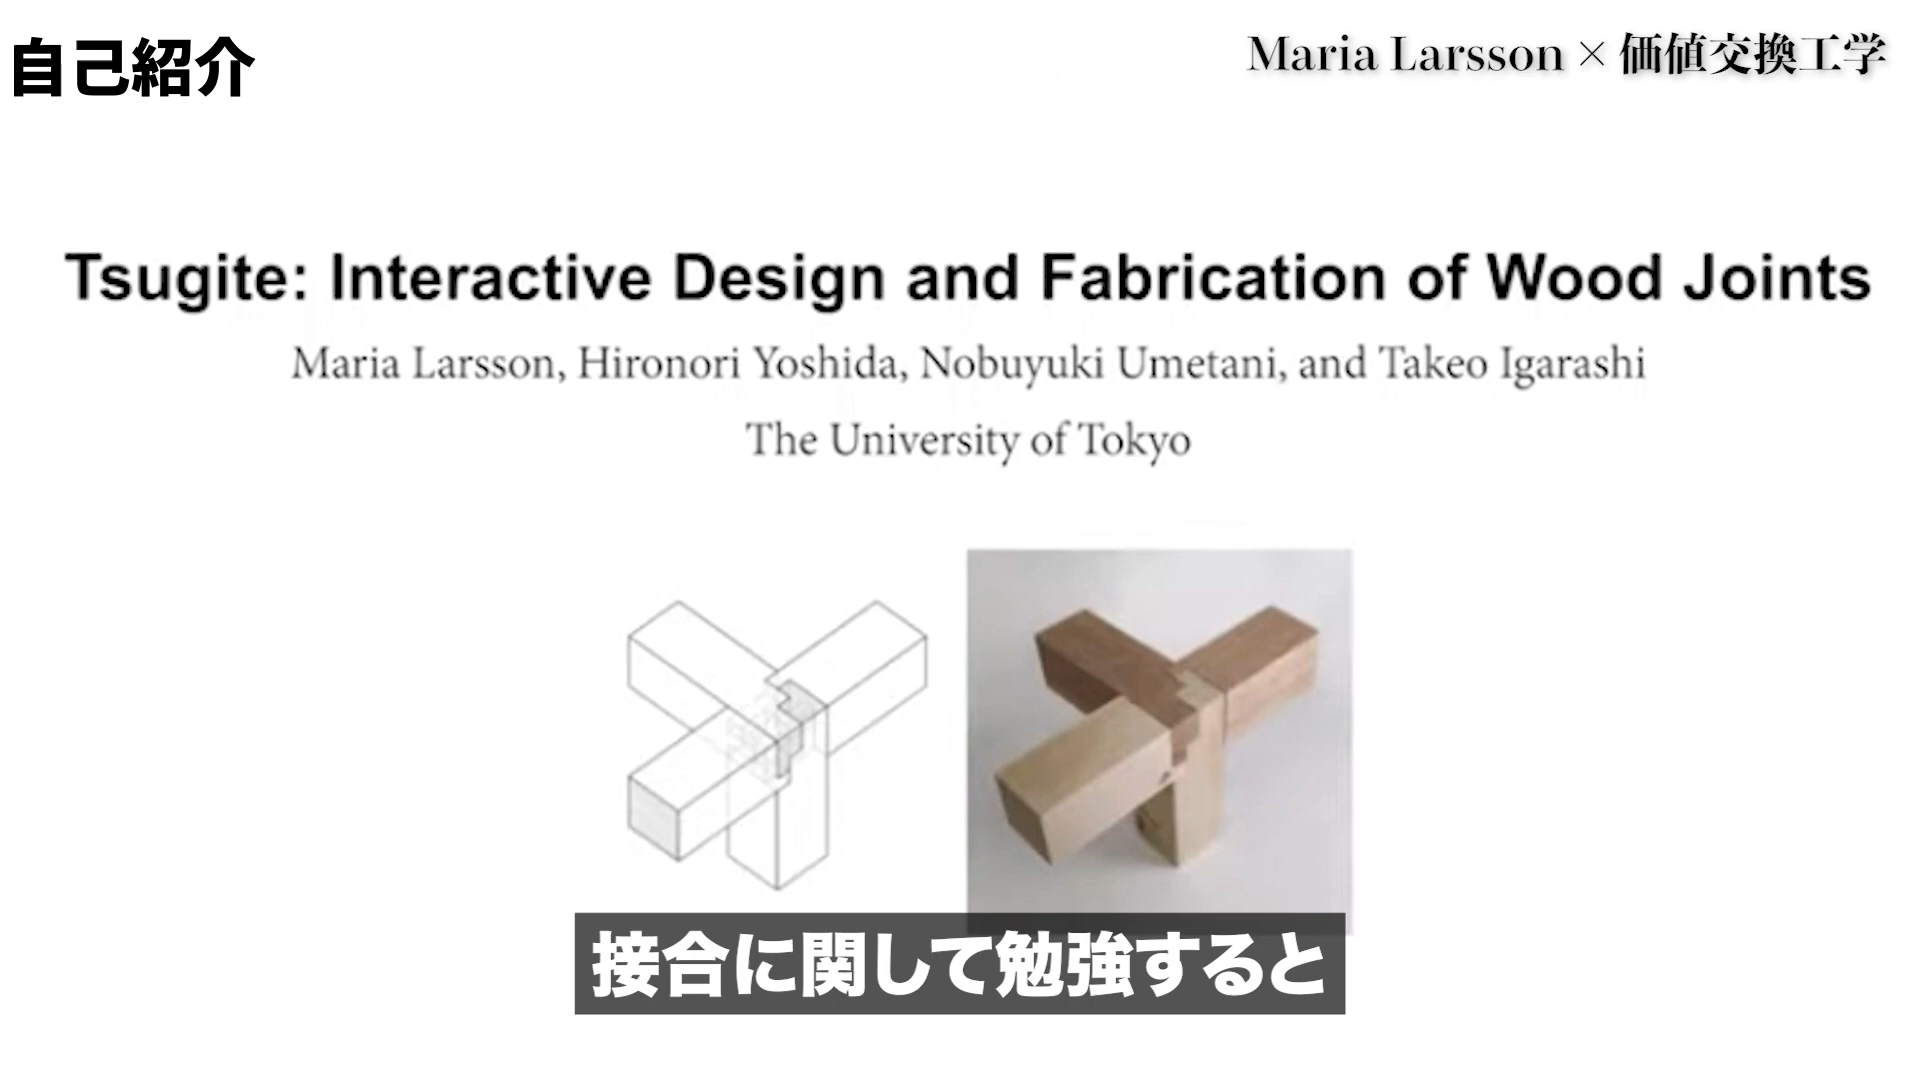 自己紹介
Maria Larsson × 価値交換工学
Tsugite: Interactive Design and Fabrication of Wood Joints
Maria Larsson, Hironori Yoshida, Nobuyuki Umetani, and Takeo Igarashi
The University of Tokyo
接合に関して勉強すると